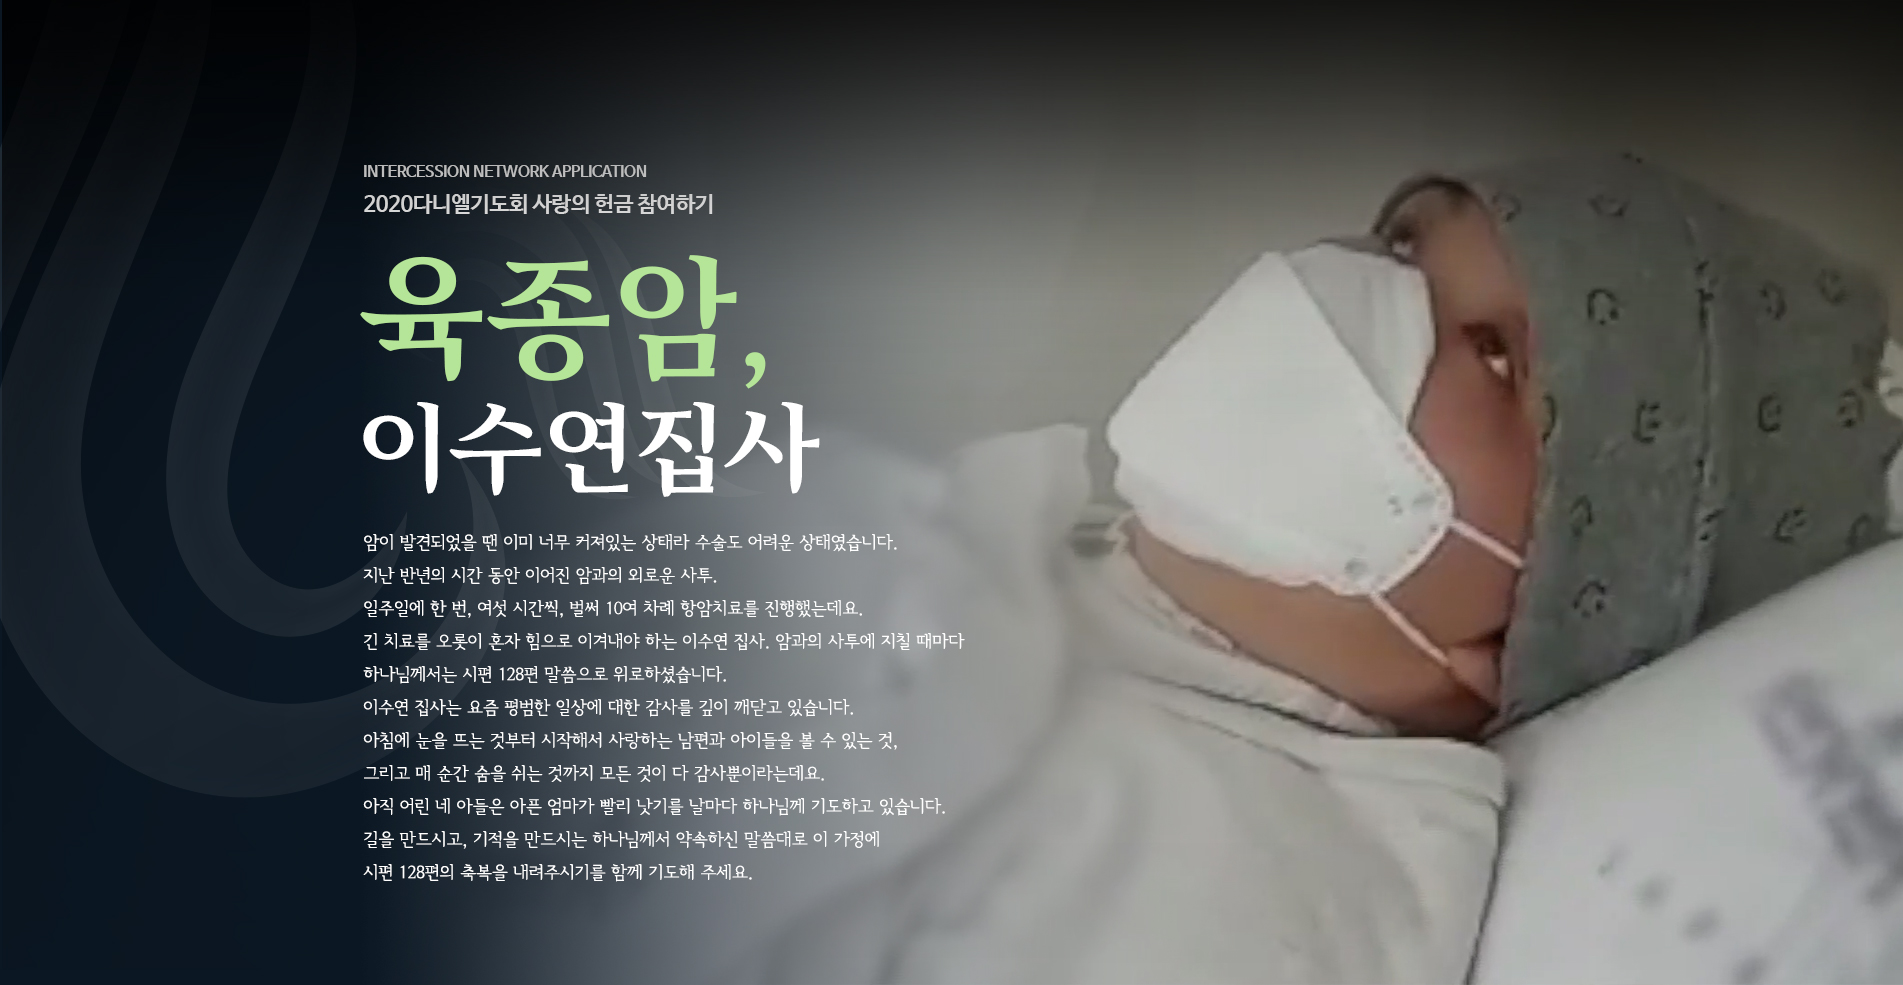 INTERCESSION NETWORK APPLICATION
2020다니엘기도회 사랑의 헌금 참여하기
육종암,
이수연집사
암이 발견되었을 땐 이미 너무 커져있는 상태라 수술도 어려운 상태였습니다.
지난 반년의 시간 동안 이어진 암과의 외로운 사투.
일주일에 한 번, 여섯 시간씩, 벌써 10여 차례 항암치료를 진행했는데요.
긴 치료를 오롯이 혼자 힘으로 이겨내야 하는 이수연 집사. 암과의 사투에 지칠 때마다
하나님께서는 시편 128편 말씀으로 위로하셨습니다.
이수연 집사는 요즘 평범한 일상에 대한 감사를 깊이 깨닫고 있습니다.
아침에 눈을 뜨는 것부터 시작해서 사랑하는 남편과 아이들을 볼 수 있는 것,
그리고 매 순간 숨을 쉬는 것까지 모든 것이 다 감사뿐이라는데요.
아직 어린 네 아들은 아픈 엄마가 빨리 낫기를 날마다 하나님께 기도하고 있습니다.
길을 만드시고, 기적을 만드시는 하나님께서 약속하신 말씀대로 이 가정에
시편 128편의 축복을 내려주시기를 함께 기도해 주세요.